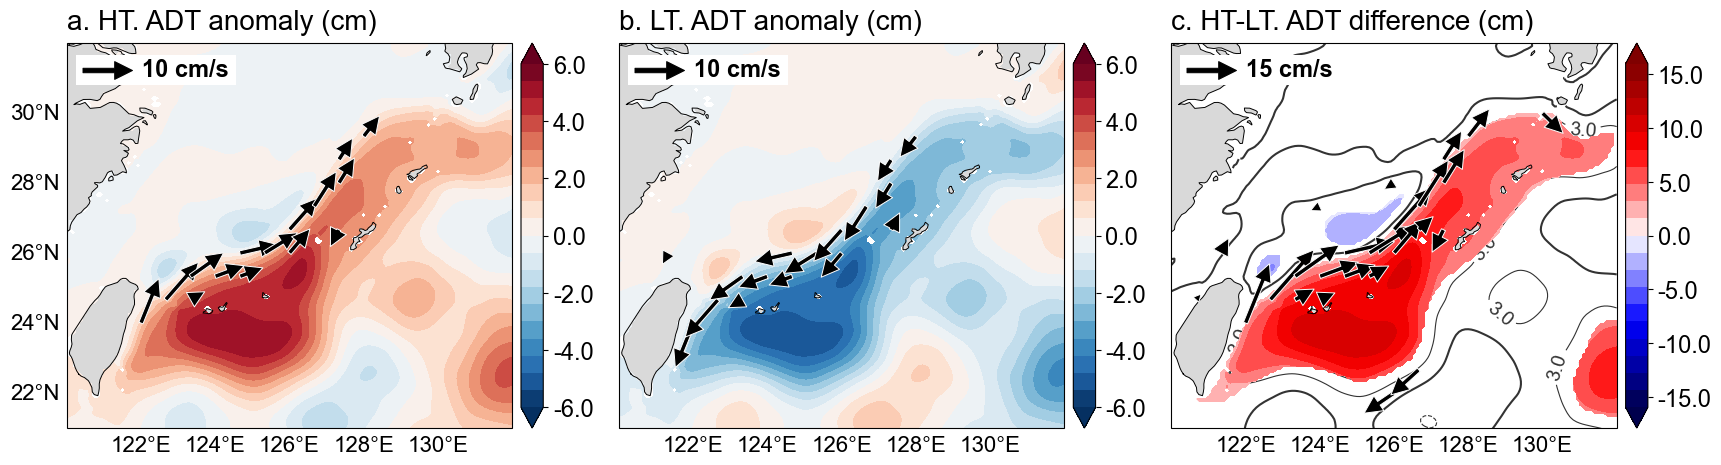 a. HT. ADT anomaly (cm)
10 cm/s
30°N
28°N
26°N
24°N
22°N
122°E 124°E 126°E 128°E 130°E
6.0
4.0
2.0
0.0
-2.0
-4.0
-6.0
b. LT. ADT anomaly (cm)
10 cm/s
122°E 124°E 126°E 128°E 130°E
6.0
4.0
2.0
0.0
-2.0
-4.0
-6.0
c. HT-LT. ADT difference (cm)
15 cm/s
3.0
3.0
3.0
3.0
3.0
122°E 124°E 126°E 128°E 130°E
15.0
10.0
5.0
0.0
-5.0
-10.0
-15.0